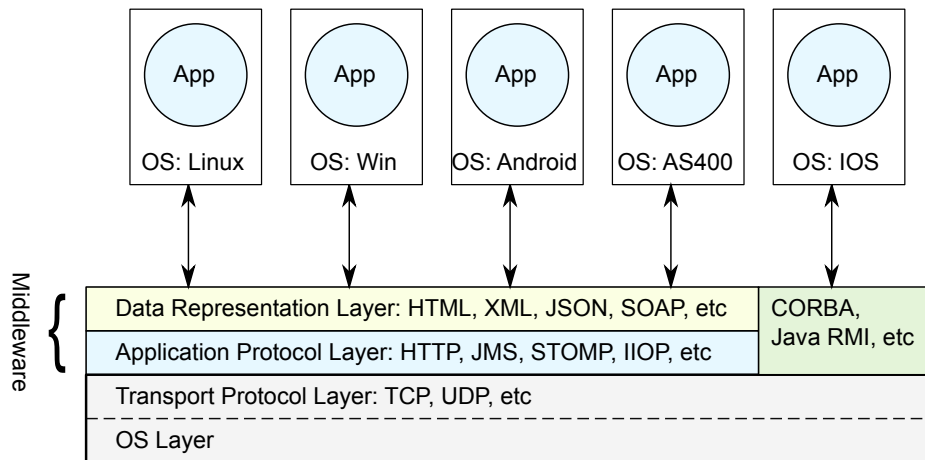 App
App
App
App
App
OS: Linux
OS: Win
OS: Android
OS: AS400
OS: IOS
Middleware
Data Representation Layer: HTML, XML, JSON, SOAP, etc
Application Protocol Layer: HTTP, JMS, STOMP, IIOP, etc
CORBA,
Java RMI, etc
Transport Protocol Layer: TCP, UDP, etc
OS Layer